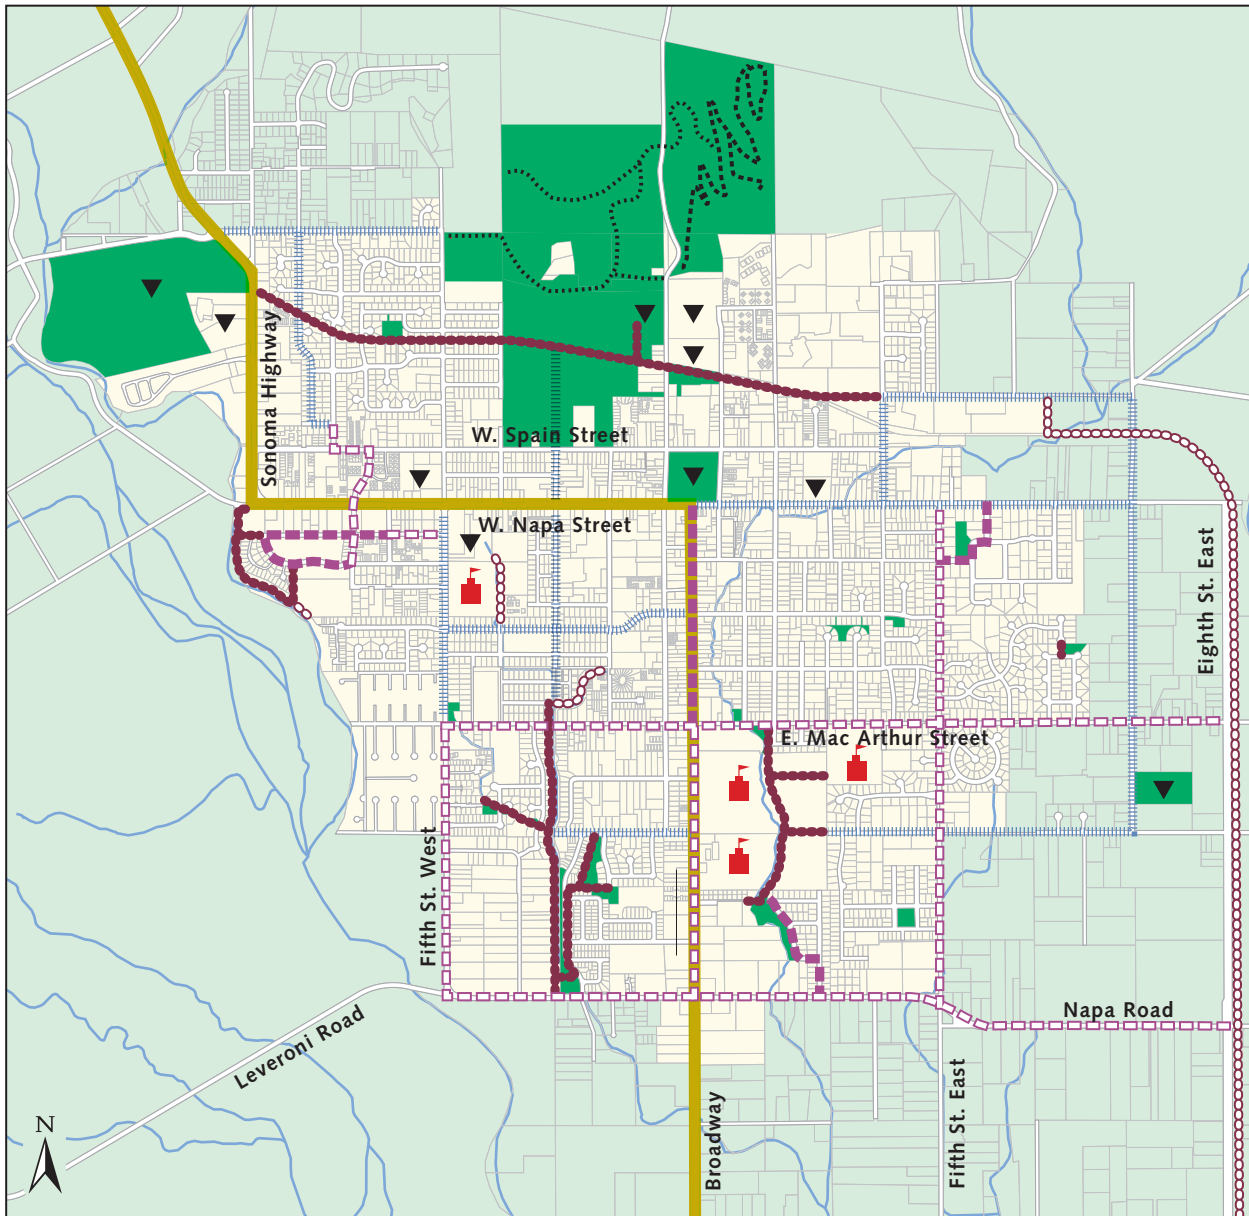 Sonoma Highway
W. Spain Street
W. Napa Street
Eighth St. East
E. Mac Arthur Street
Fifth St. West
Napa Road
Leveroni Road
Fifth St. East
Broadway
N